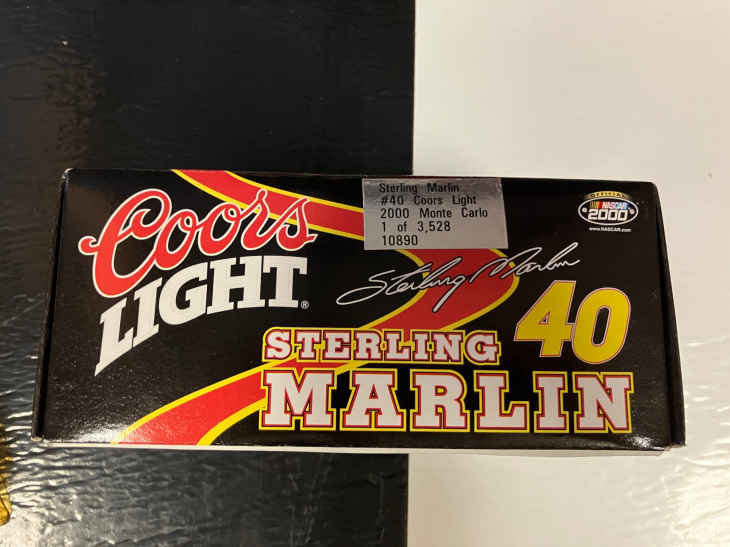 Coors
LIGHT®
Sterling Marlin
#40 Coors Light
2000 Monte Carlo
1 of 3,528
10890
OFFICIAL
NASCAR
2000
www.NASCAR.com
Sterling Marlin
40
STERLING
MARLIN